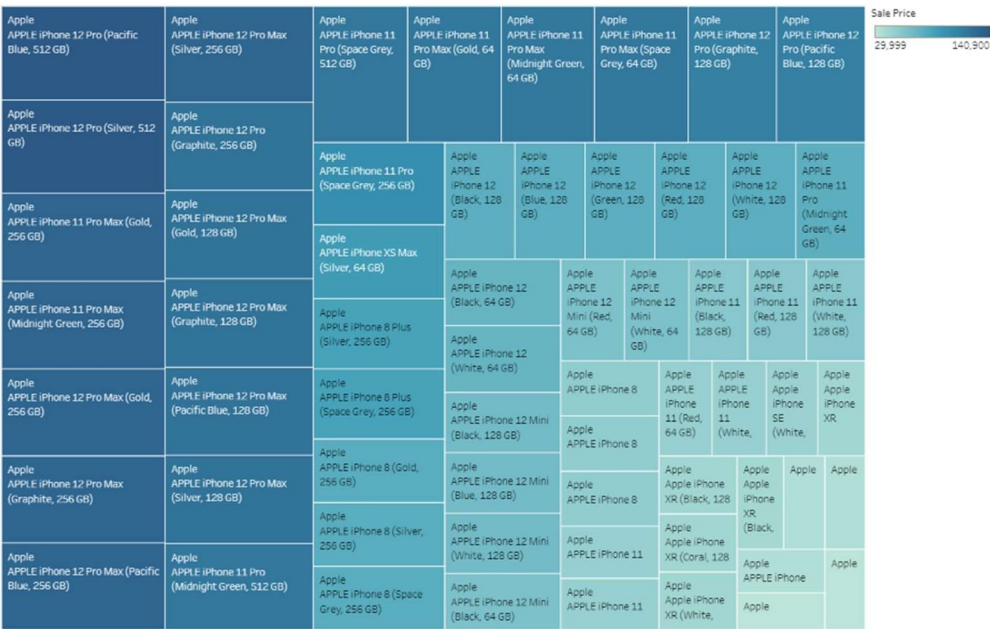 Apple
APPLE iPhone 12 Pro (Pacific
Blue, 512 GB)
Apple
APPLE iPhone 12 Pro (Silver, 512
GB)
Apple
APPLE iPhone 11 Pro Max (Gold,
256 GB)
Apple
APPLE iPhone 11 Pro Max
(Midnight Green, 256 GB)
Apple
APPLE iPhone 12 Pro Max (Gold,
256 GB)
Apple
APPLE iPhone 12 Pro Max
(Graphite, 256 GB)
Apple
APPLE iPhone 12 Pro Max (Pacific
Blue, 256 GB)
Apple
APPLE iPhone 12 Pro Max
(Silver, 256 GB)
Apple
APPLE iPhone 12 Pro
(Graphite, 256 GB)
Apple
APPLE iPhone 12 Pro Max
(Gold, 128 GB)
Apple
APPLE iPhone 12 Pro Max
(Graphite, 128 GB)
Apple
APPLE iPhone 12 Pro Max
(Pacific Blue, 128 GB)
Apple
APPLE iPhone 12 Pro Max
(Silver, 128 GB)
Apple
APPLE iPhone 11 Pro
(Midnight Green, 512 GB)
Apple
APPLE iPhone 11
Pro (Space Grey,
512 GB)
Apple
APPLE iPhone 11
Pro Max (Gold, 64
GB)
Apple
APPLE iPhone 11
Pro Max
(Midnight Green,
64 GB)
Apple
APPLE iPhone 11
Pro Max (Space
Grey, 64 GB)
Apple
APPLE iPhone 12
Pro (Graphite,
128 GB)
Apple
APPLE iPhone 12
Pro (Pacific
Blue, 128 GB)
Apple
APPLE iPhone 11 Pro
(Space Grey, 256 GB)
Apple
APPLE iPhone XS Max
(Silver, 64 GB)
Apple
APPLE iPhone 8 Plus
(Silver, 256 GB)
Apple
APPLE iPhone 8 Plus
(Space Grey, 256 GB)
Apple
APPLE iPhone 8 (Gold,
256 GB)
Apple
APPLE iPhone 8 (Silver,
256 GB)
Apple
APPLE iPhone 8 (Space
Grey, 256 GB)
Apple
APPLE
iPhone 12
(Black, 128
GB)
Apple
APPLE
iPhone 12
(Blue, 128
GB)
Apple
APPLE
iPhone 12
(Green, 128
GB)
Apple
APPLE
iPhone 12
(Red, 128
GB)
Apple
APPLE
iPhone 12
(White, 128
GB)
Apple
APPLE
iPhone 11
Pro
(Midnight
Green, 64
GB)
Apple
APPLE iPhone 12
(Black, 64 GB)
Apple
APPLE iPhone 12
(White, 64 GB)
Apple
APPLE iPhone 12 Mini
(Black, 128 GB)
Apple
APPLE iPhone 12 Mini
(Blue, 128 GB)
Apple
APPLE iPhone 12 Mini
(White, 128 GB)
Apple
APPLE iPhone 12 Mini
(Black, 64 GB)
Apple
APPLE
iPhone 12
Mini (Red,
64 GB)
Apple
APPLE
iPhone 12
Mini
(White, 64
GB)
Apple
APPLE
iPhone 11
(Black,
128 GB)
Apple
APPLE
iPhone 11
(Red, 128
GB)
Apple
APPLE
iPhone 11
(White,
128 GB)
Apple
APPLE iPhone 8
Apple
APPLE iPhone 8
Apple
APPLE iPhone 8
Apple
APPLE iPhone 11
Apple
APPLE iPhone 11
Apple
APPLE
iPhone
11 (Red,
64 GB)
Apple
APPLE
iPhone
11
(White,
Apple
Apple
iPhone
SE
(White,
Apple
Apple
iPhone
XR
Apple
Apple iPhone
XR (Black, 128
Apple
Apple iPhone
XR (Coral, 128
Apple
Apple iPhone
XR (White,
Apple
Apple
iPhone
XR
(Black,
Apple
Apple
Apple
APPLE iPhone
Apple
Apple
Sale Price
29,999
140,900